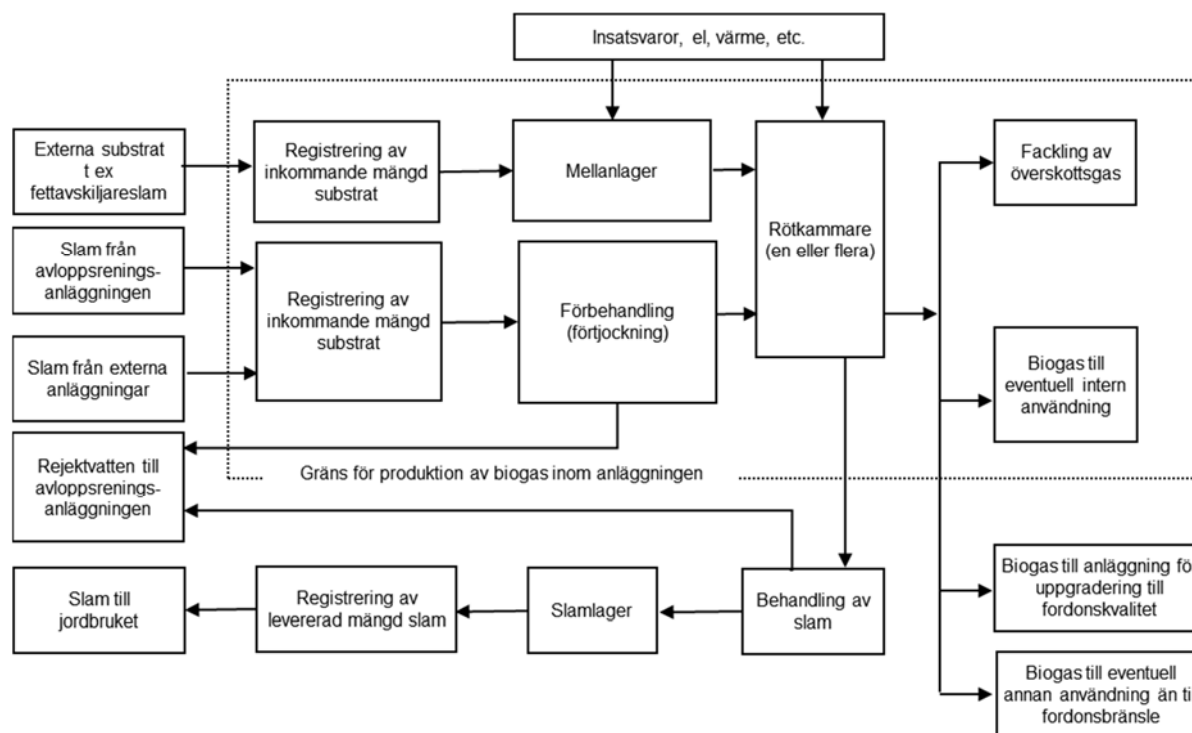 Insatsvaror, el, värme, etc.
Externa substrat
t ex
fettavskiljareslam
Registrering av
inkommande mängd
substrat
Mellanlager
Rötkammare
(en eller flera)
Fackling av
överskottsgas
Slam från
avloppsrenings-
anläggningen
Registrering av
inkommande mängd
substrat
Förbehandling
(förtjockning)
Slam från externa
anläggningar
Biogas till
eventuell intern
användning
Rejektvatten till
avloppsrenings-
anläggningen
Gräns för produktion av biogas inom anläggningen
Slam till
jordbruket
Registrering av
levererad mängd slam
Slamlager
Behandling av
slam
Biogas till anläggning fö
uppgradering till
fordonskvalitet
Biogas till eventuell
annan användning än ti
fordonsbränsle